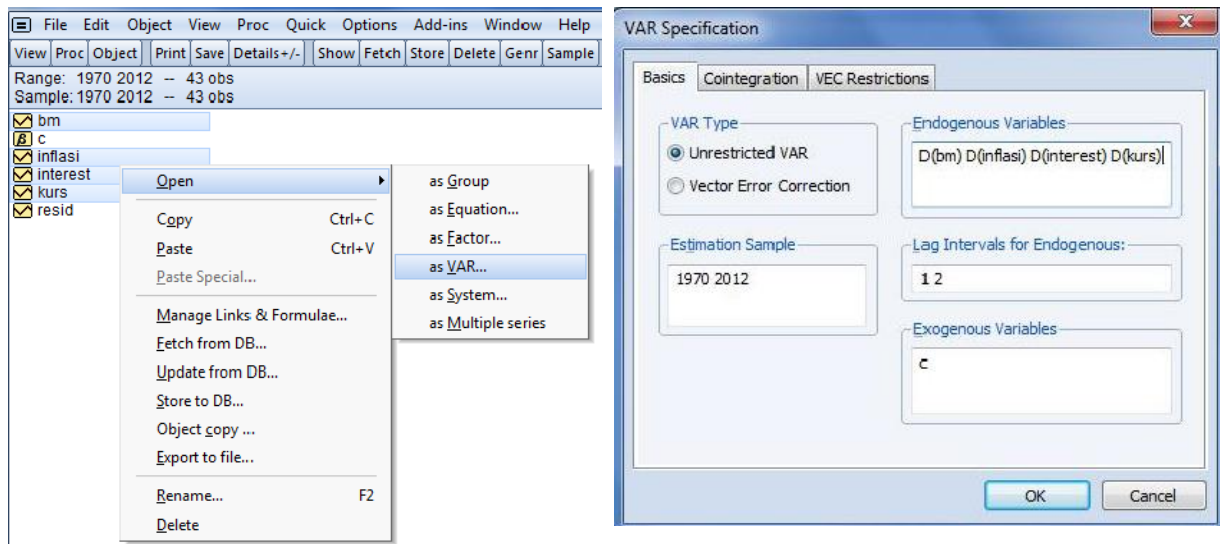 File Edit Object View Proc Quick Options Add-ins Window Help
View Proc Object Print Save Details+/- Show Fetch Store Delete Genr Sample
Range: 1970 2012 -- 43 obs
Sample: 1970 2012 -- 43 obs
bm
β c
inflasi
interest
kurs
resid
Open
Copy Ctrl+C
Paste Ctrl+V
Paste Special...
Manage Links & Formulae...
Fetch from DB...
Update from DB...
Store to DB...
Object copy ...
Export to file...
Rename... F2
Delete
as Group
as Equation...
as Factor...
as VAR...
as System...
as Multiple series
VAR Specification
Basics Cointegration VEC Restrictions
VAR Type
Unrestricted VAR
Vector Error Correction
Endogenous Variables
D(bm) D(inflasi) D(interest) D(kurs)
Estimation Sample
1970 2012
Lag Intervals for Endogenous:
1 2
Exogenous Variables
c
OK Cancel